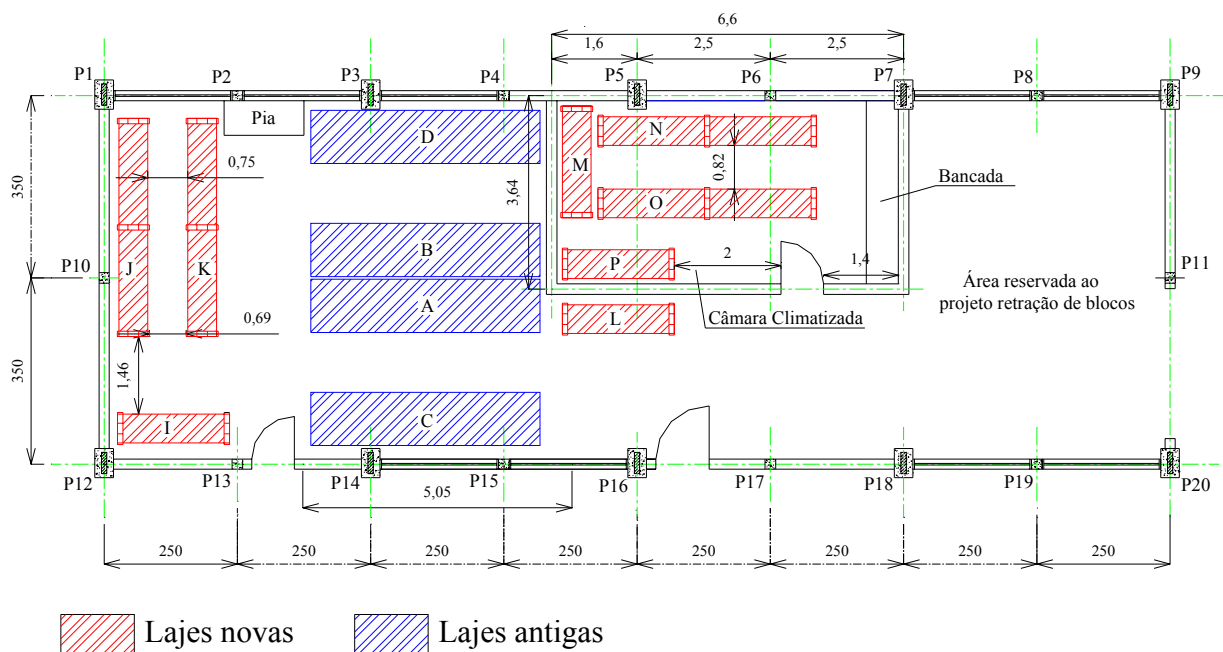 6,6
1,6
2,5
2,5
P1
P2
P3
P4
P5
P6
P7
P8
P9
Pia
D
M
N
O
0,82
0,75
3,64
Bancada
350
B
P
2
1,4
P10
J
K
A
L
Câmara Climatizada
Área reservada ao
projeto retração de blocos
P11
0,69
350
1,46
I
C
P12
P13
P14
P15
P16
P17
P18
P19
P20
5,05
250
250
250
250
250
250
250
250
Lajes novas
Lajes antigas